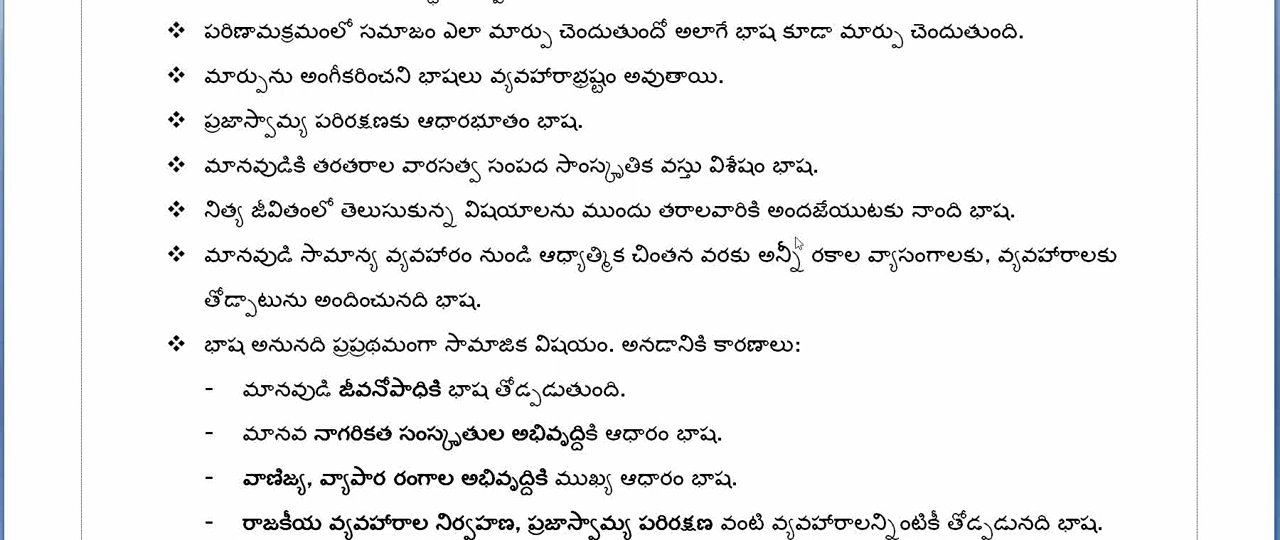 ❖ పరిణామక్రమంలో సమాజం ఎలా మార్పు చెందుతుందో అలాగే భాష కూడా మార్పు చెందుతుంది.
❖ మార్పును అంగీకరించని భాషలు వ్యవహారాభ్రష్టం అవుతాయి.
❖ ప్రజాస్వామ్య పరిరక్షణకు ఆధారభూతం భాష.
❖ మానవుడికి తరతరాల వారసత్వ సంపద సాంస్కృతిక వస్తు విశేషం భాష.
❖ నిత్య జీవితంలో తెలుసుకున్న విషయాలను ముందు తరాలవారికి అందజేయుటకు నాంది భాష.
❖ మానవుడి సామాన్య వ్యవహారం నుండి ఆధ్యాత్మిక చింతన వరకు అన్నీ రకాల వ్యాసంగాలకు, వ్యవహారాలకు
తోడ్పాటును అందించునది భాష.
❖ భాష అనునది ప్రప్రథమంగా సామాజిక విషయం. అనడానికి కారణాలు:
- మానవుడి జీవనోపాధికి భాష తోడ్పడుతుంది.
- మానవ నాగరికత సంస్కృతుల అభివృద్దికి ఆధారం భాష.
- వాణిజ్య, వ్యాపార రంగాల అభివృద్దికి ముఖ్య ఆధారం భాష.
- రాజకీయ వ్యవహారాల నిర్వహణ, ప్రజాస్వామ్య పరిరక్షణ వంటి వ్యవహారాలన్నింటికీ తోడ్పడునది భాష.